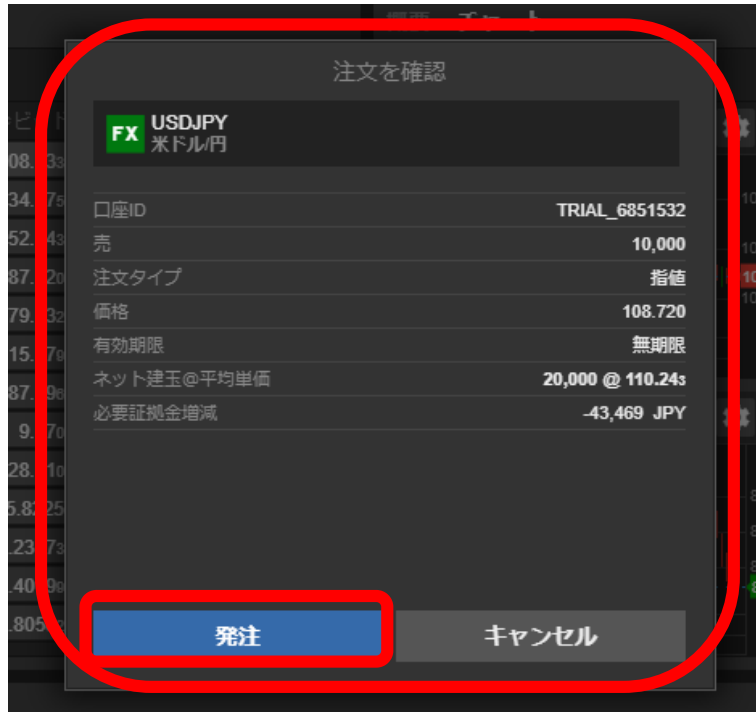 注文を確認
FX USDJPY
米ドル/円
口座ID TRIAL_6851532
売 10,000
注文タイプ 指値
価格 108.720
有効期限 無期限
ネット建玉@平均単価 20,000 @ 110.243
必要証拠金増減 -43,469 JPY
発注 キャンセル